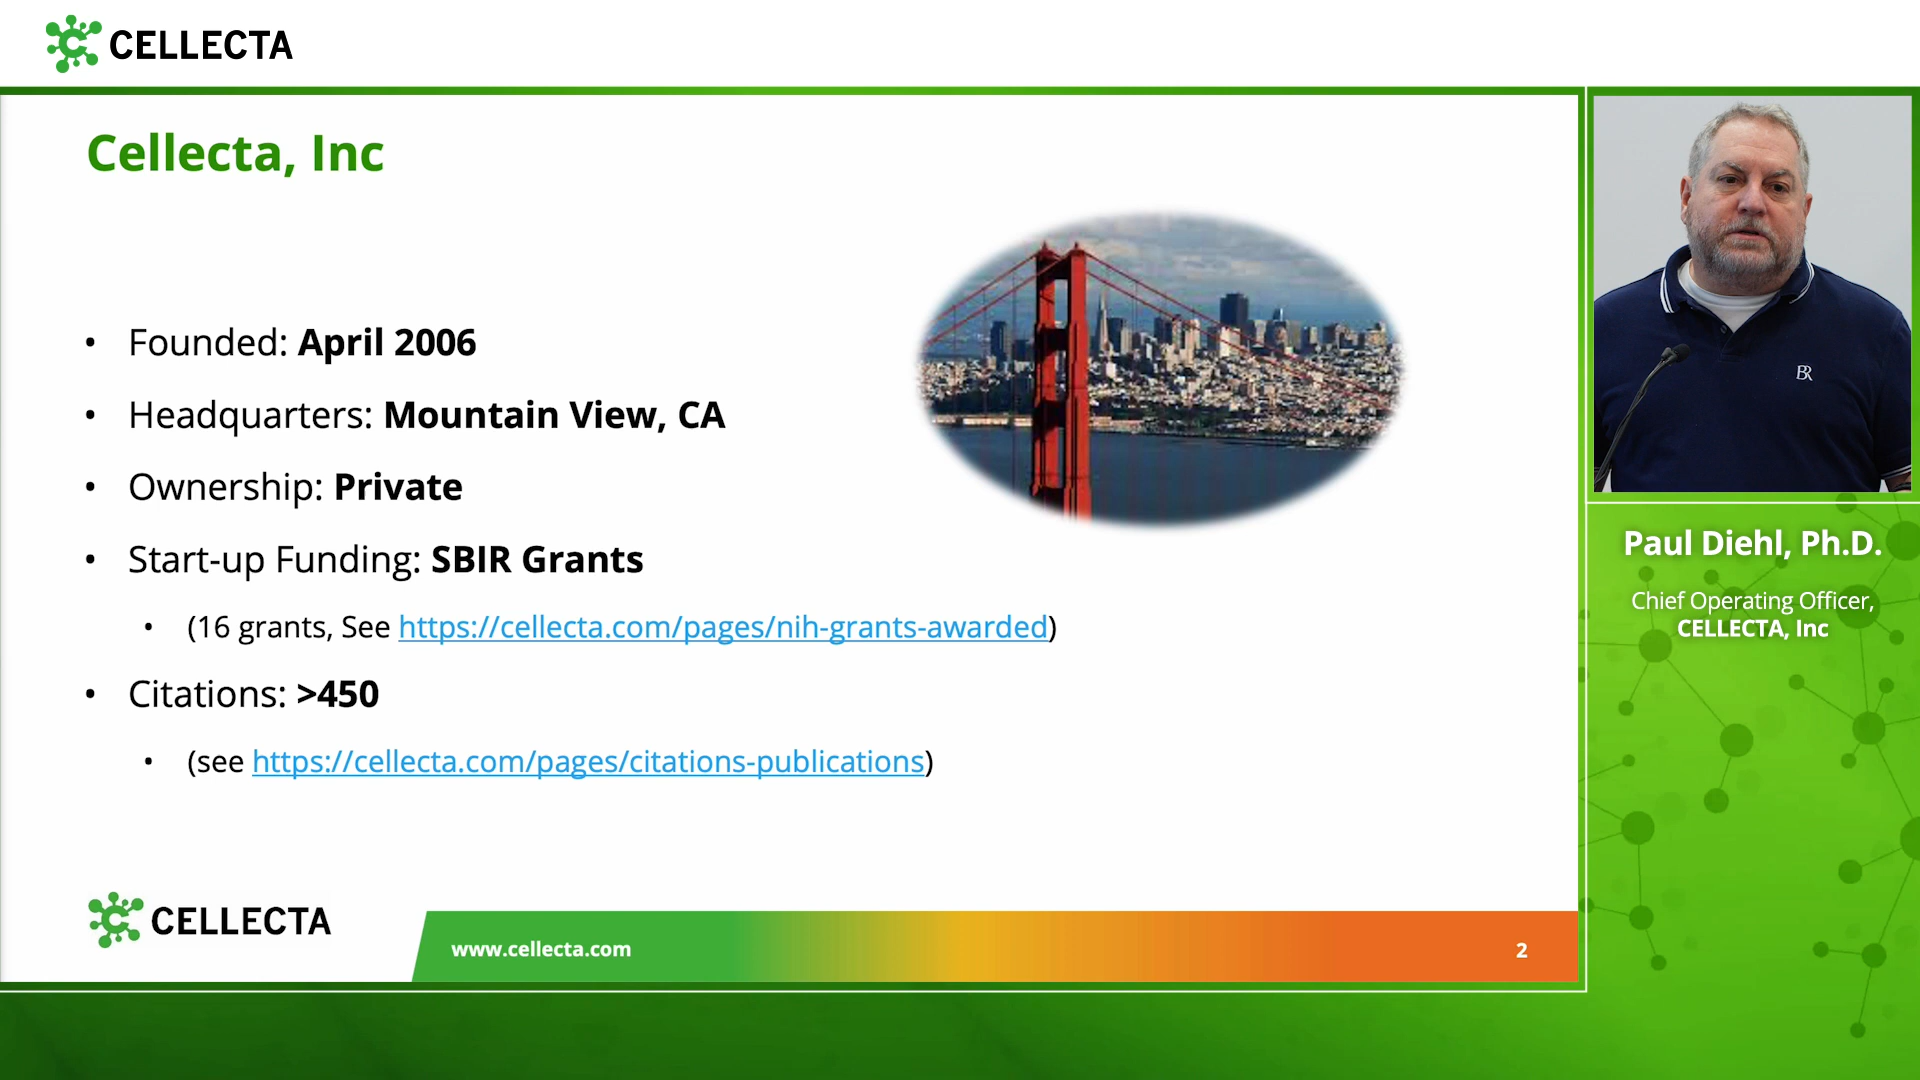 CELLECTA
Cellecta, Inc
• Founded: April 2006
• Headquarters: Mountain View, CA
• Ownership: Private
• Start-up Funding: SBIR Grants
• (16 grants, See https://cellecta.com/pages/nih-grants-awarded)
• Citations: >450
• (see https://cellecta.com/pages/citations-publications)
CELLECTA
www.cellecta.com
2
BR
Paul Diehl, Ph.D.
Chief Operating Officer,
CELLECTA, Inc